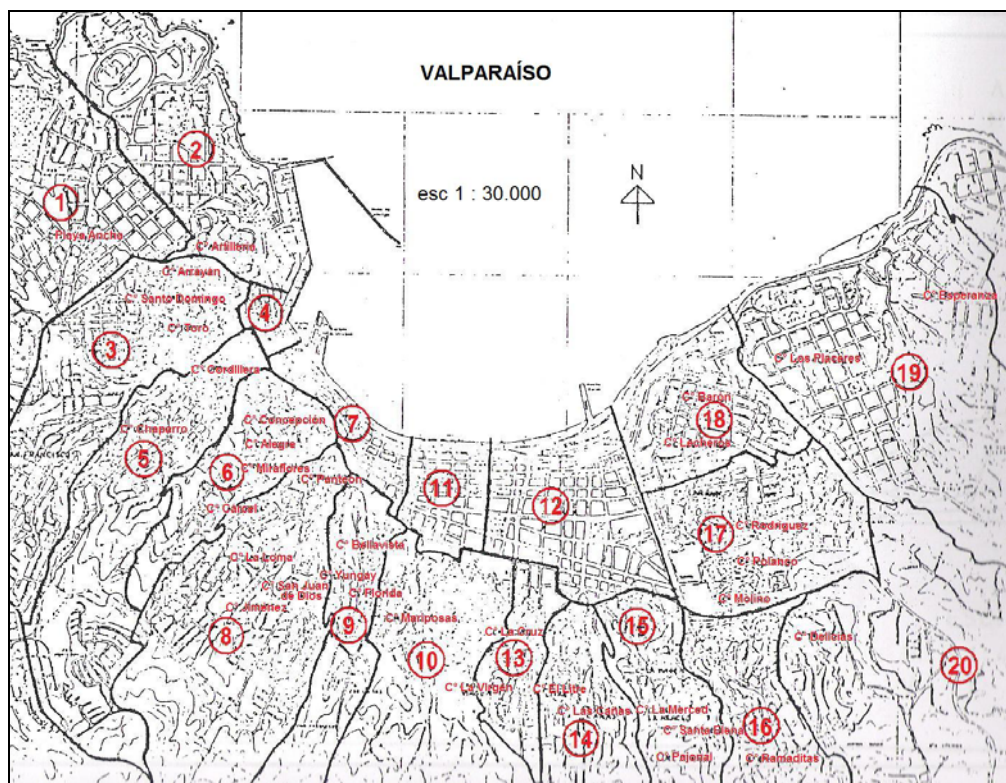 VALPARAÍSO
esc 1 : 30.000
N
2
1
Playa Ancha
C° Artillería
C° Arrayán
C° Santo Domingo
4
C° Toro
3
C° Cordillera
C° Esperanza
C° Los Placeres
19
C° Barón
18
C° Lecheros
C° Concepción
7
C° Chaparro
C° Alegre
5
6
C° Miraflores
C° Panteón
11
12
C° Cárcel
17
C° Rodríguez
C° Bellavista
C° La Loma
C° Polanco
C° Yungay
C° San Juan
de Dios
C° Florida
C° Molino
C° Jiménez
C° Mariposas
9
15
8
C° La Cruz
C° Delicias
10
13
20
C° La Virgen
C° El Litre
C° Las Cañas
C° La Merced
14
C° Santa Elena
16
C° Pajonal
C° Ramaditas